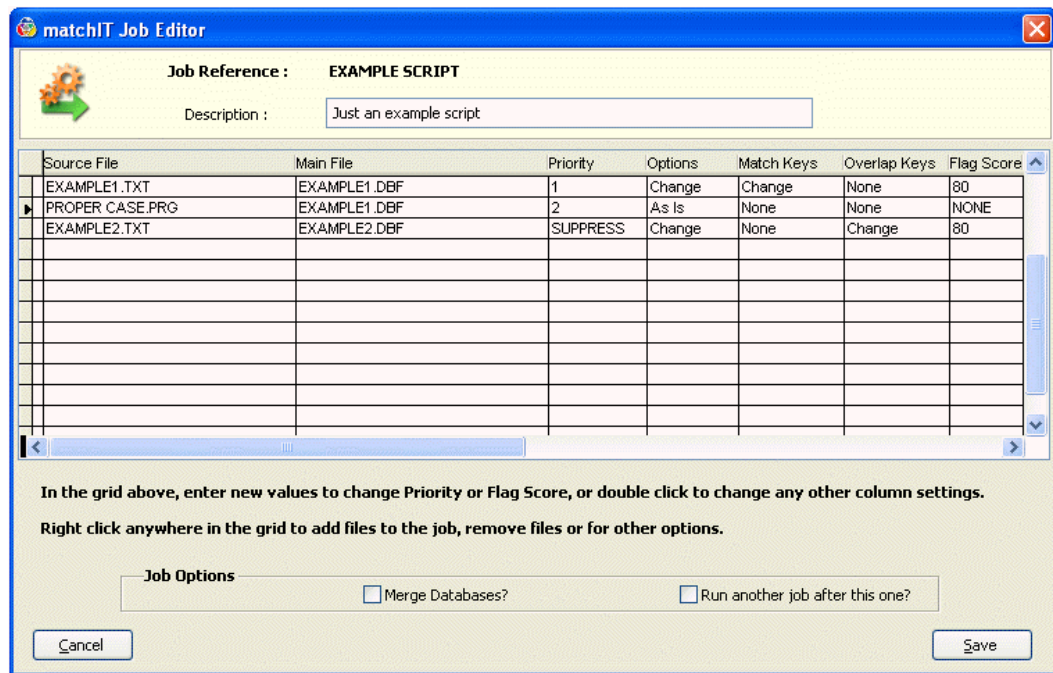 matchIT Job Editor
Job Reference : EXAMPLE SCRIPT
Description : Just an example script
Source File Main File Priority Options Match Keys Overlap Keys Flag Score
EXAMPLE1.TXT EXAMPLE1.DBF 1 Change Change None 80
PROPER CASE.PRG EXAMPLE1.DBF 2 As Is None None NONE
EXAMPLE2.TXT EXAMPLE2.DBF SUPPRESS Change None Change 80
In the grid above, enter new values to change Priority or Flag Score, or double click to change any other column settings.
Right click anywhere in the grid to add files to the job, remove files or for other options.
Job Options
Merge Databases? Run another job after this one?
Cancel Save